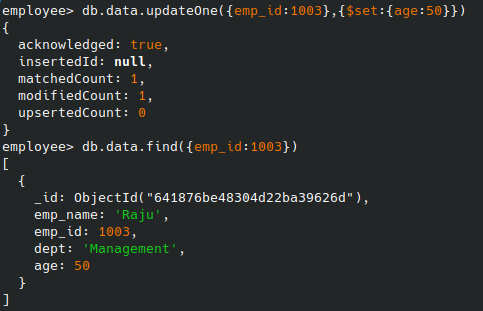 employee> db.data.updateOne({emp_id:1003},{$set:{age:50}})
{
  acknowledged: true,
  insertedId: null,
  matchedCount: 1,
  modifiedCount: 1,
  upsertedCount: 0
}
employee> db.data.find({emp_id:1003})
[
  {
    _id: ObjectId("641876be48304d22ba39626d"),
    emp_name: 'Raju',
    emp_id: 1003,
    dept: 'Management',
    age: 50
  }
]